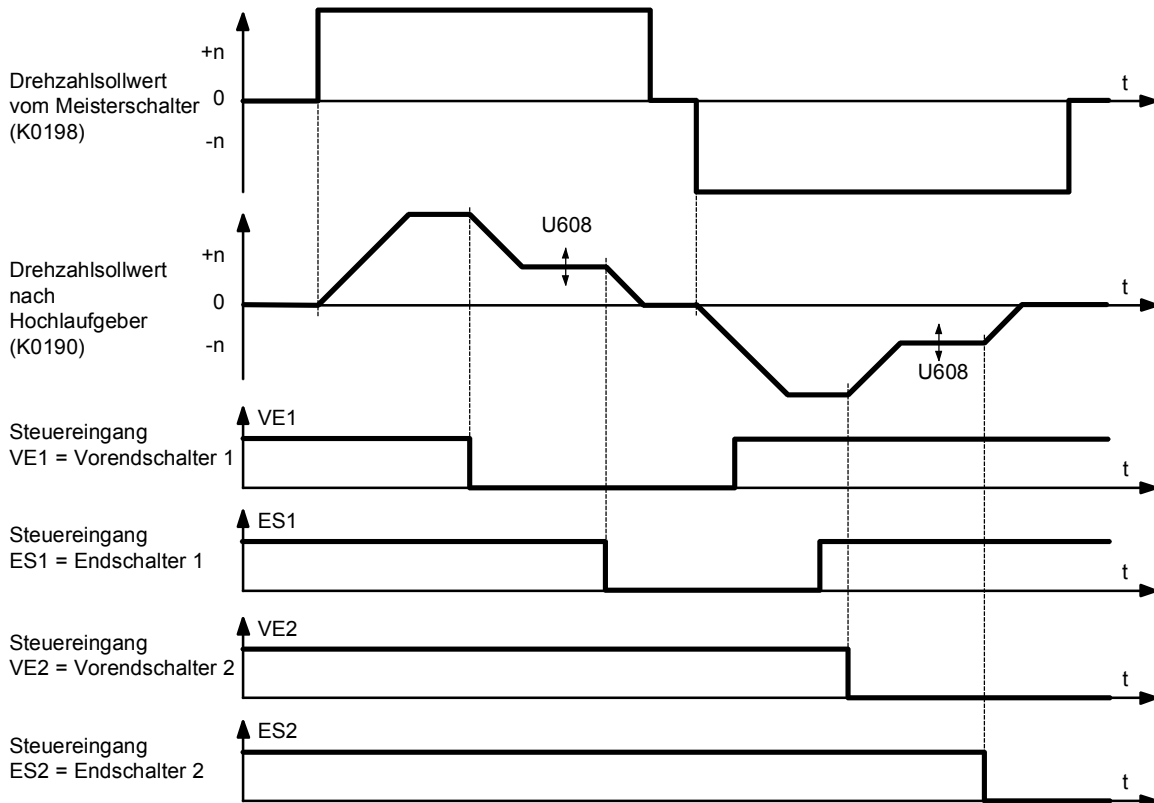 +n
Drehzahlsollwert
vom Meisterschalter
(K0198)
0
-n
t
+n
U608
Drehzahlsollwert
nach
Hochlaufgeber
(K0190)
0
-n
t
U608
Steuereingang
VE1 = Vorendschalter 1
VE1
t
Steuereingang
ES1 = Endschalter 1
ES1
t
Steuereingang
VE2 = Vorendschalter 2
VE2
t
Steuereingang
ES2 = Endschalter 2
ES2
t